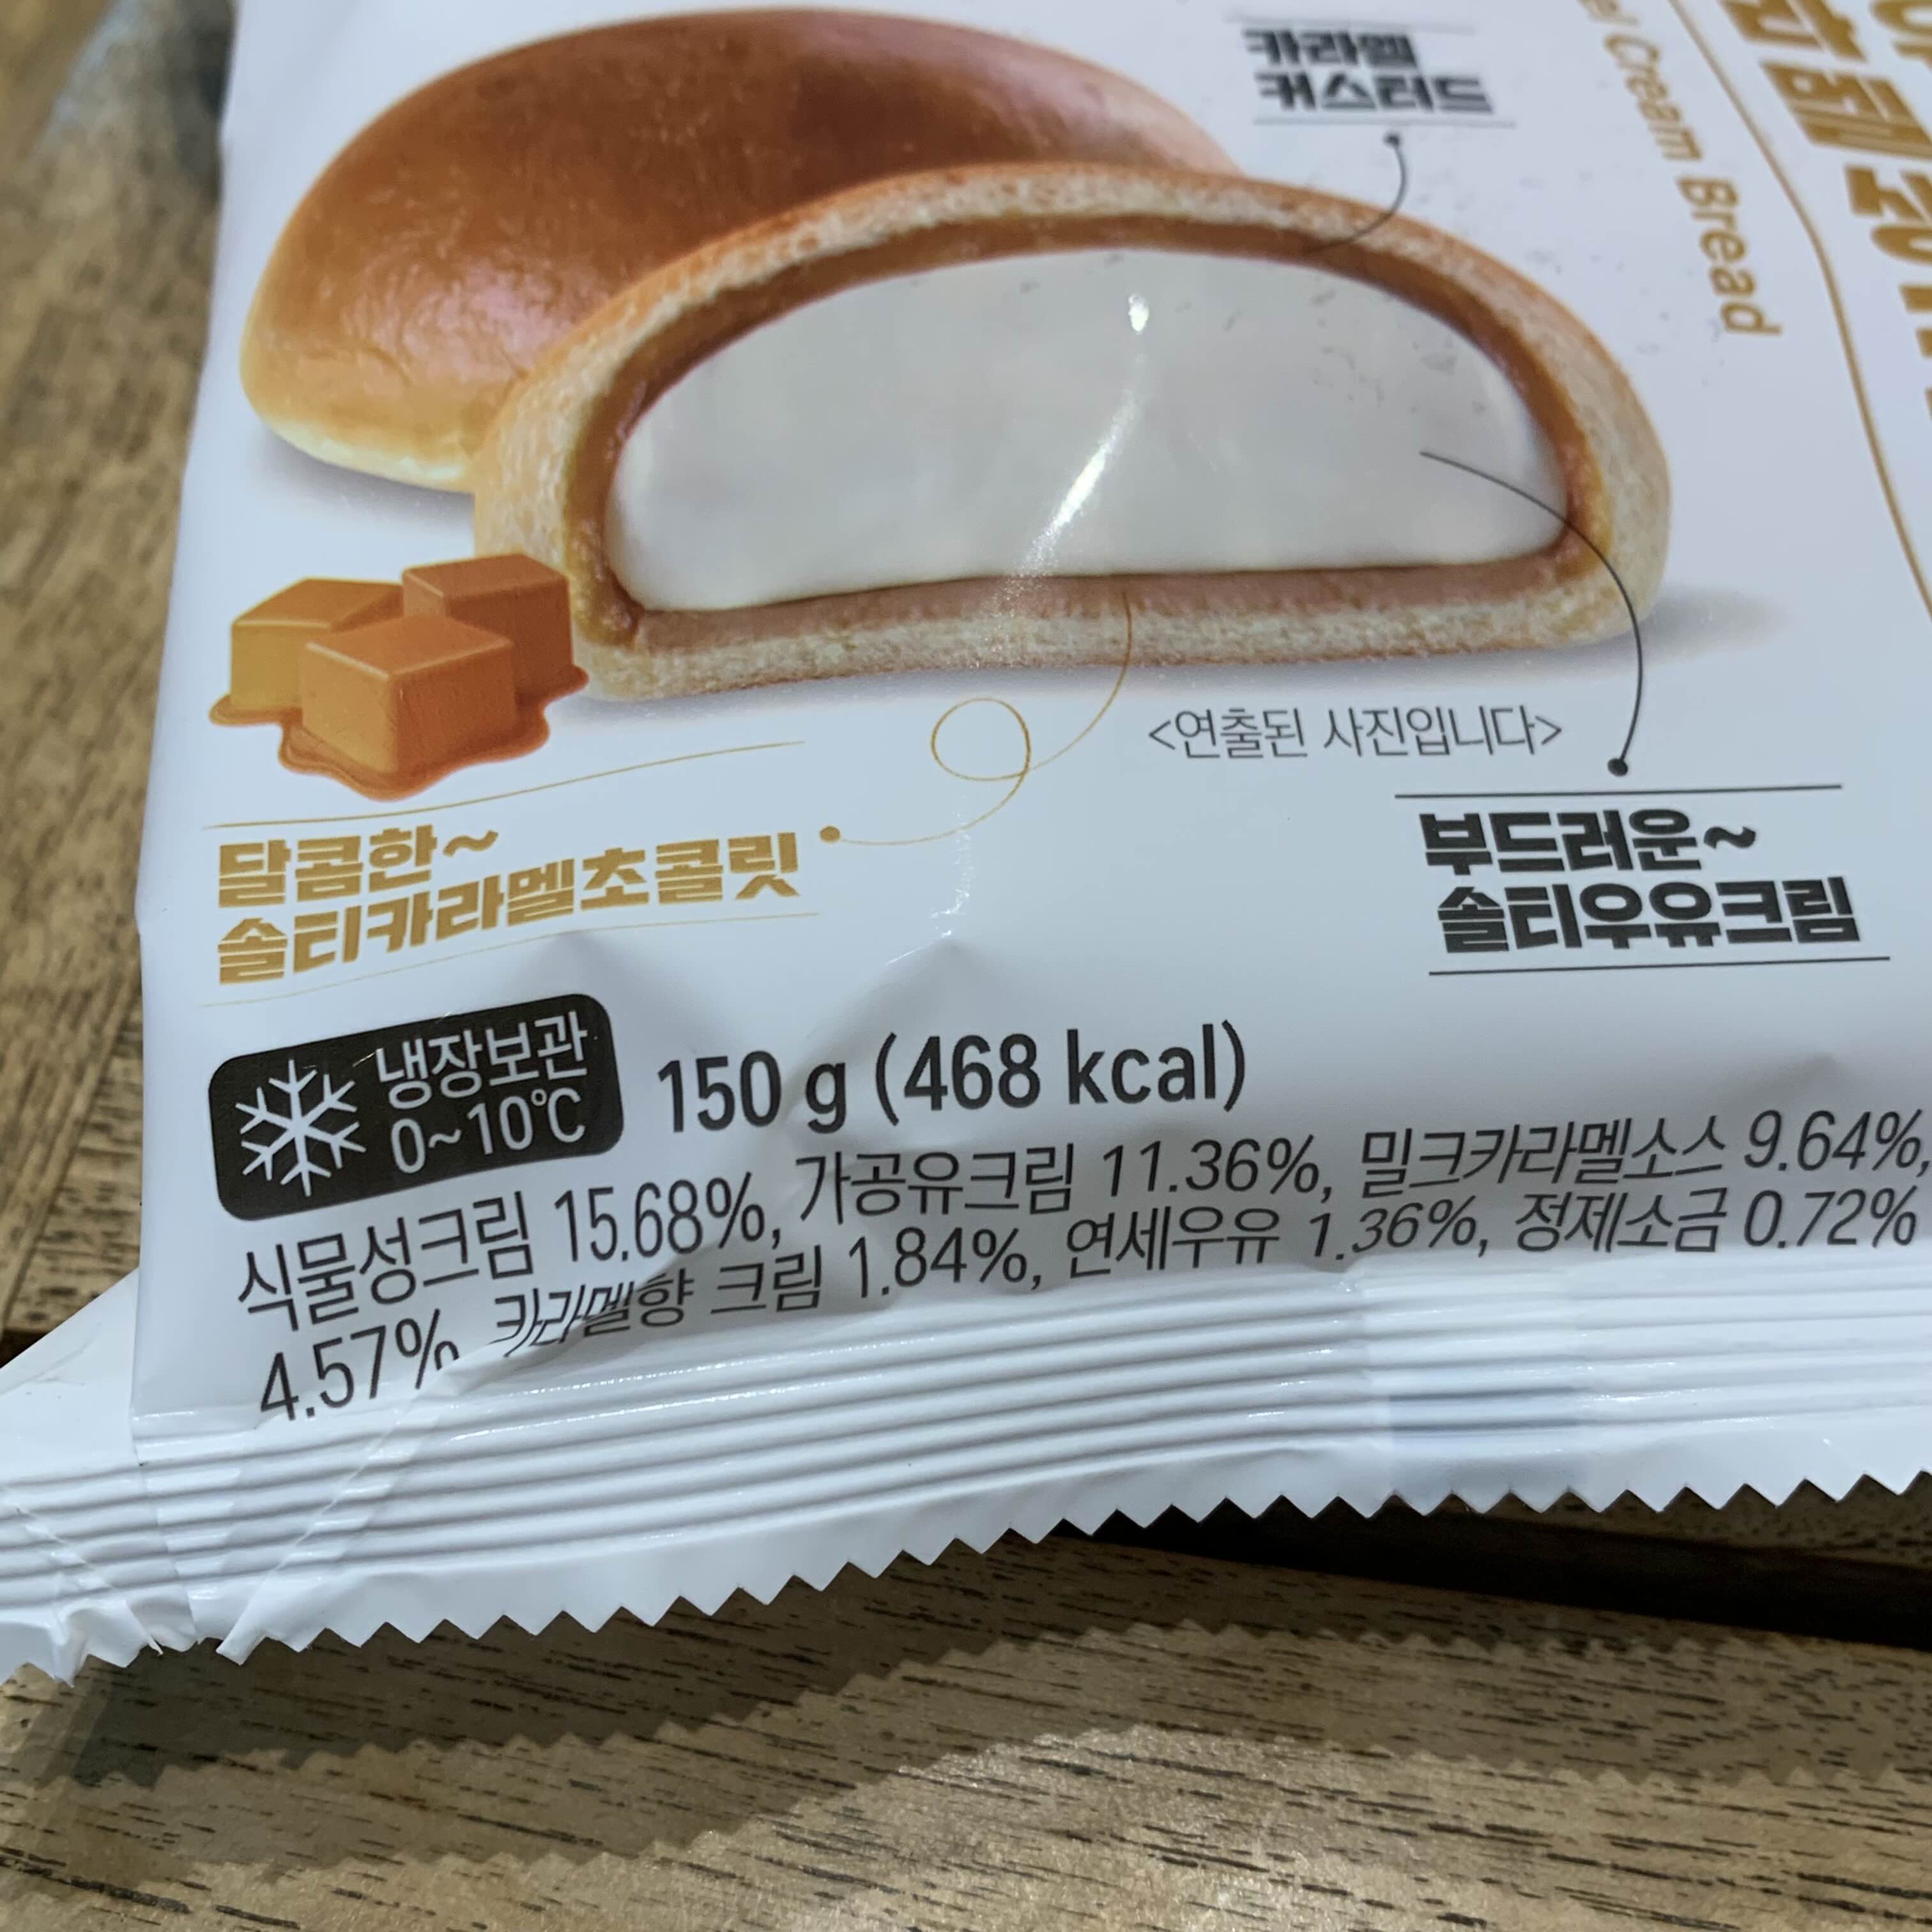 카라멜
커스터드
Cream Bread
<연출된 사진입니다>
달콤한~
솔티카라멜초콜릿
부드러운~
솔티우유크림
냉장보관
0~10℃
150 g (468 kcal)
식물성크림 15.68%, 가공유크림 11.36%, 밀크카라멜소스 9.64%,
4.57%, 카라멜향 크림 1.84%, 연세우유 1.36%, 정제소금 0.72%